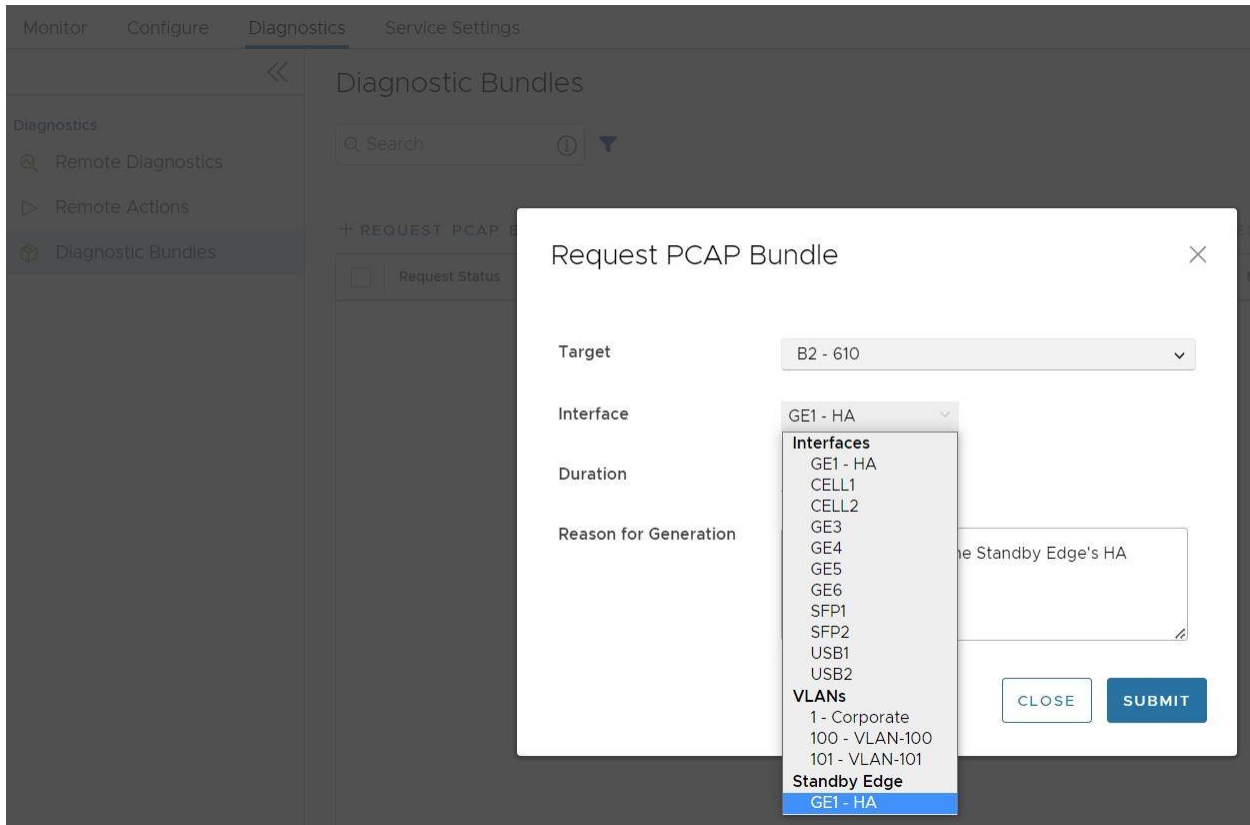 Monitor Configure Diagnostics Service Settings
Diagnostic Bundles
Diagnostics
Search
Remote Diagnostics
Remote Actions
REQUEST PCAP
Diagnostic Bundles
Request Status
Request PCAP Bundle
Target
B2 - 610
Interface
GE1 - HA
Interfaces
GE1 - HA
CELL1
CELL2
GE3
GE4
GE5
GE6
SFP1
SFP2
USB1
USB2
VLANs
1 - Corporate
100 - VLAN-100
101 - VLAN-101
Standby Edge
GE1 - HA
Duration
Reason for Generation
Standby Edge's HA
CLOSE
SUBMIT